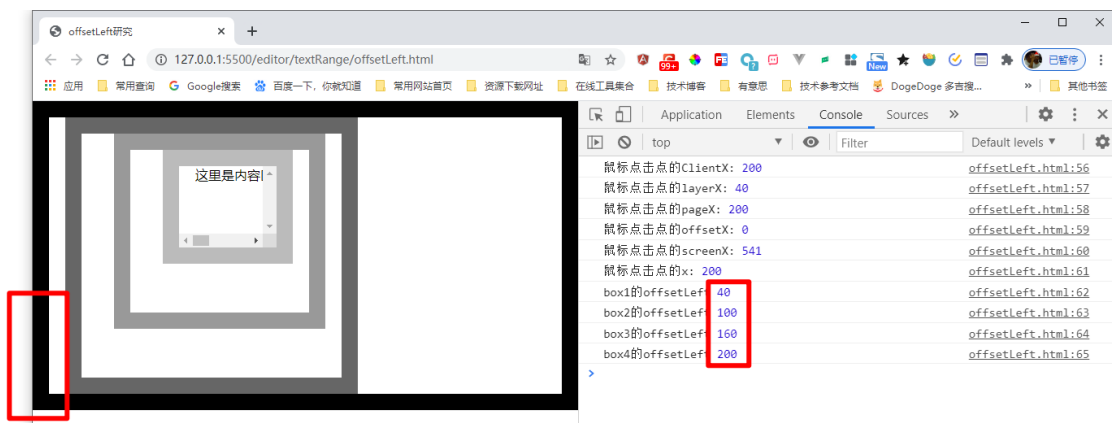 offsetLeft研究
127.0.0.1:5500/editor/textRange/offsetLeft.html
99+
New
已暂停
应用 常用查询 Google搜索 百度一下，你就知道 常用网站首页 资源下载网址 在线工具集合 技术博客 有意思 技术参考文档 DogeDoge 多吉搜... » 其他书签
Application Elements Console Sources »
top Filter Default levels ▼
这里是内容
鼠标点击点的ClientX: 200 offsetLeft.html:56
鼠标点击点的layerX: 40 offsetLeft.html:57
鼠标点击点的pageX: 200 offsetLeft.html:58
鼠标点击点的offsetX: 0 offsetLeft.html:59
鼠标点击点的screenX: 541 offsetLeft.html:60
鼠标点击点的x: 200 offsetLeft.html:61
box1的offsetLef 40 offsetLeft.html:62
box2的offsetLef 100 offsetLeft.html:63
box3的offsetLef 160 offsetLeft.html:64
box4的offsetLef 200 offsetLeft.html:65